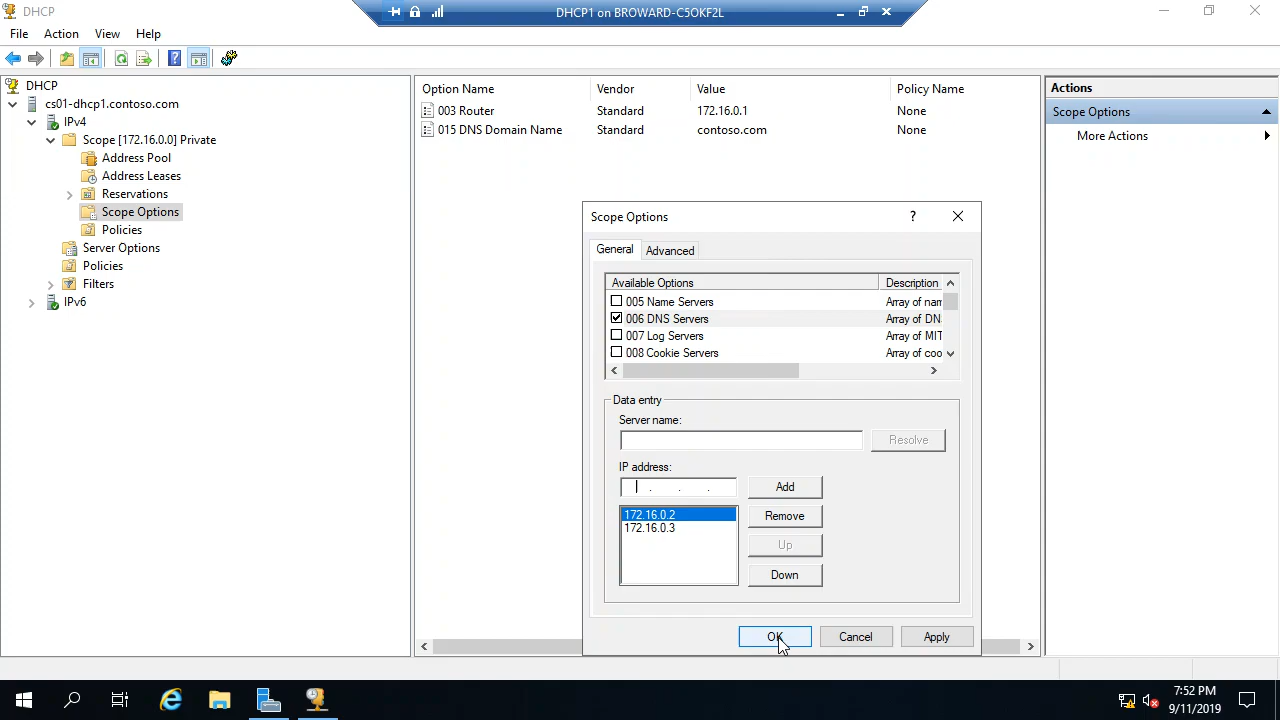 DHCP
DHCP1 on BROWARD-C5OKF2L
File Action View Help
DHCP
cs01-dhcp1.contoso.com
IPv4
Scope [172.16.0.0] Private
Address Pool
Address Leases
Reservations
Scope Options
Policies
Server Options
Policies
Filters
IPv6
Option Name Vendor Value Policy Name
003 Router Standard 172.16.0.1 None
015 DNS Domain Name Standard contoso.com None
Actions
Scope Options
More Actions
Scope Options
?
General Advanced
Available Options Description
005 Name Servers Array of nam
006 DNS Servers Array of DN
007 Log Servers Array of MIT
008 Cookie Servers Array of coo
Data entry
Server name:
Resolve
IP address:
. . . Add
172.16.0.2
172.16.0.3
Remove
Up
Down
OK Cancel Apply
7:52 PM
9/11/2019